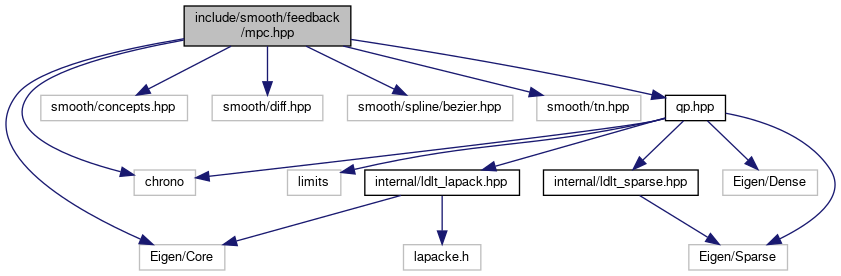 include/smooth/feedback
/mpc.hpp
smooth/concepts.hpp
smooth/diff.hpp
smooth/spline/bezier.hpp
smooth/tn.hpp
qp.hpp
chrono
limits
internal/ldlt_lapack.hpp
internal/ldlt_sparse.hpp
Eigen/Dense
Eigen/Core
lapacke.h
Eigen/Sparse